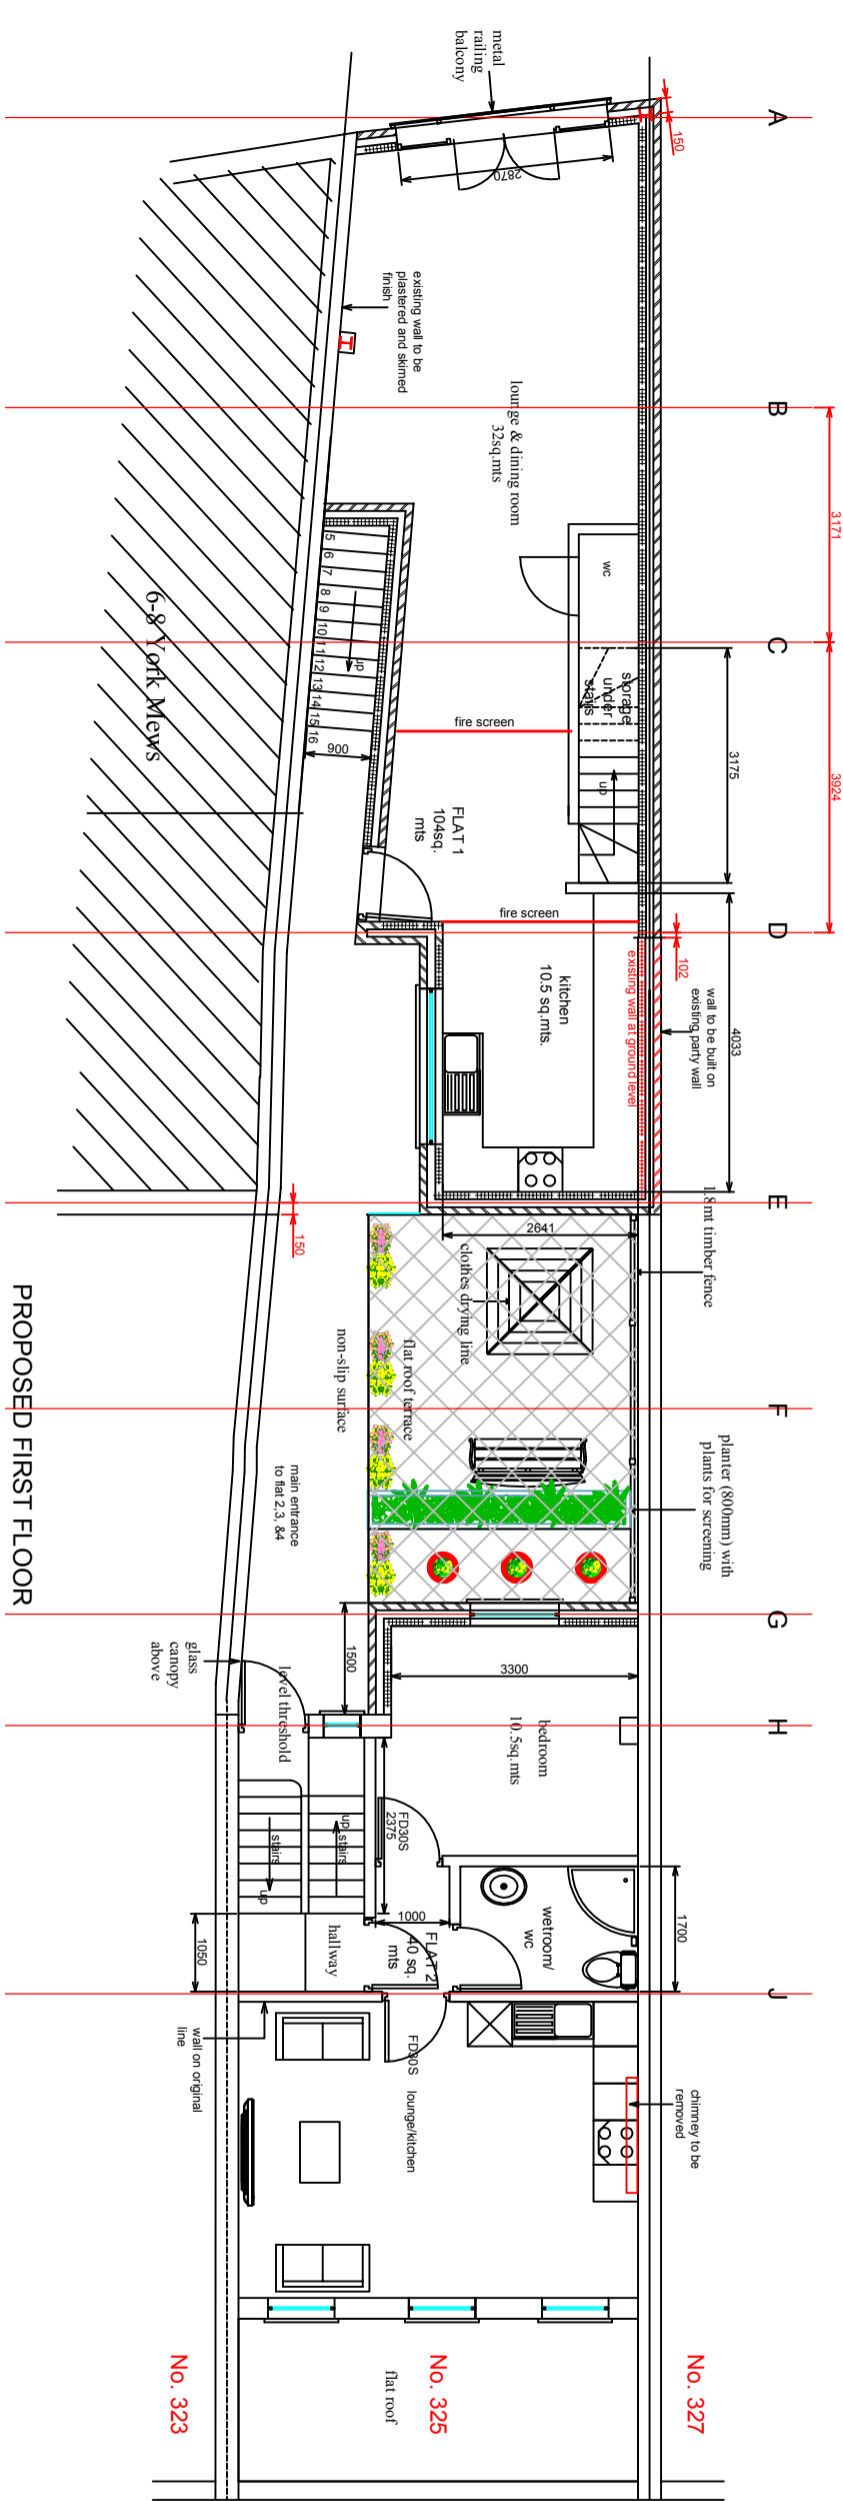 A
B
C
D
E
F
G
H
J
150
3171
3924
metal
railing
balcony
2870
existing wall to be
plastered and skimed
finish
lounge & dining room
32sq.mts
wc
storage
under
stairs
up
3175
5
6
7
8
9
10
11
12
13
14
15
16
up
900
fire screen
FLAT 1
104sq.
mts
fire screen
6-8 York Mews
102
existing wall at ground level
wall to be built on
existing party wall
4033
kitchen
10.5 sq.mts.
150
1.8mt timber fence
2641
clothes drying line
flat roof terrace
non-slip surface
planter (800mm) with
plants for screening
main entrance
to flat 2,3, &4
1500
3300
glass
canopy
above
level threshold
bedroom
10.5sq.mts
FD30S
2375
up
stairs
stairs
up
1700
wetroom/
wc
1000
FLAT 2
40 sq.
mts
hallway
1050
wall on original
line
FD30S
lounge/kitchen
chimney to be
removed
No. 327
No. 325
No. 323
flat roof
PROPOSED FIRST FLOOR